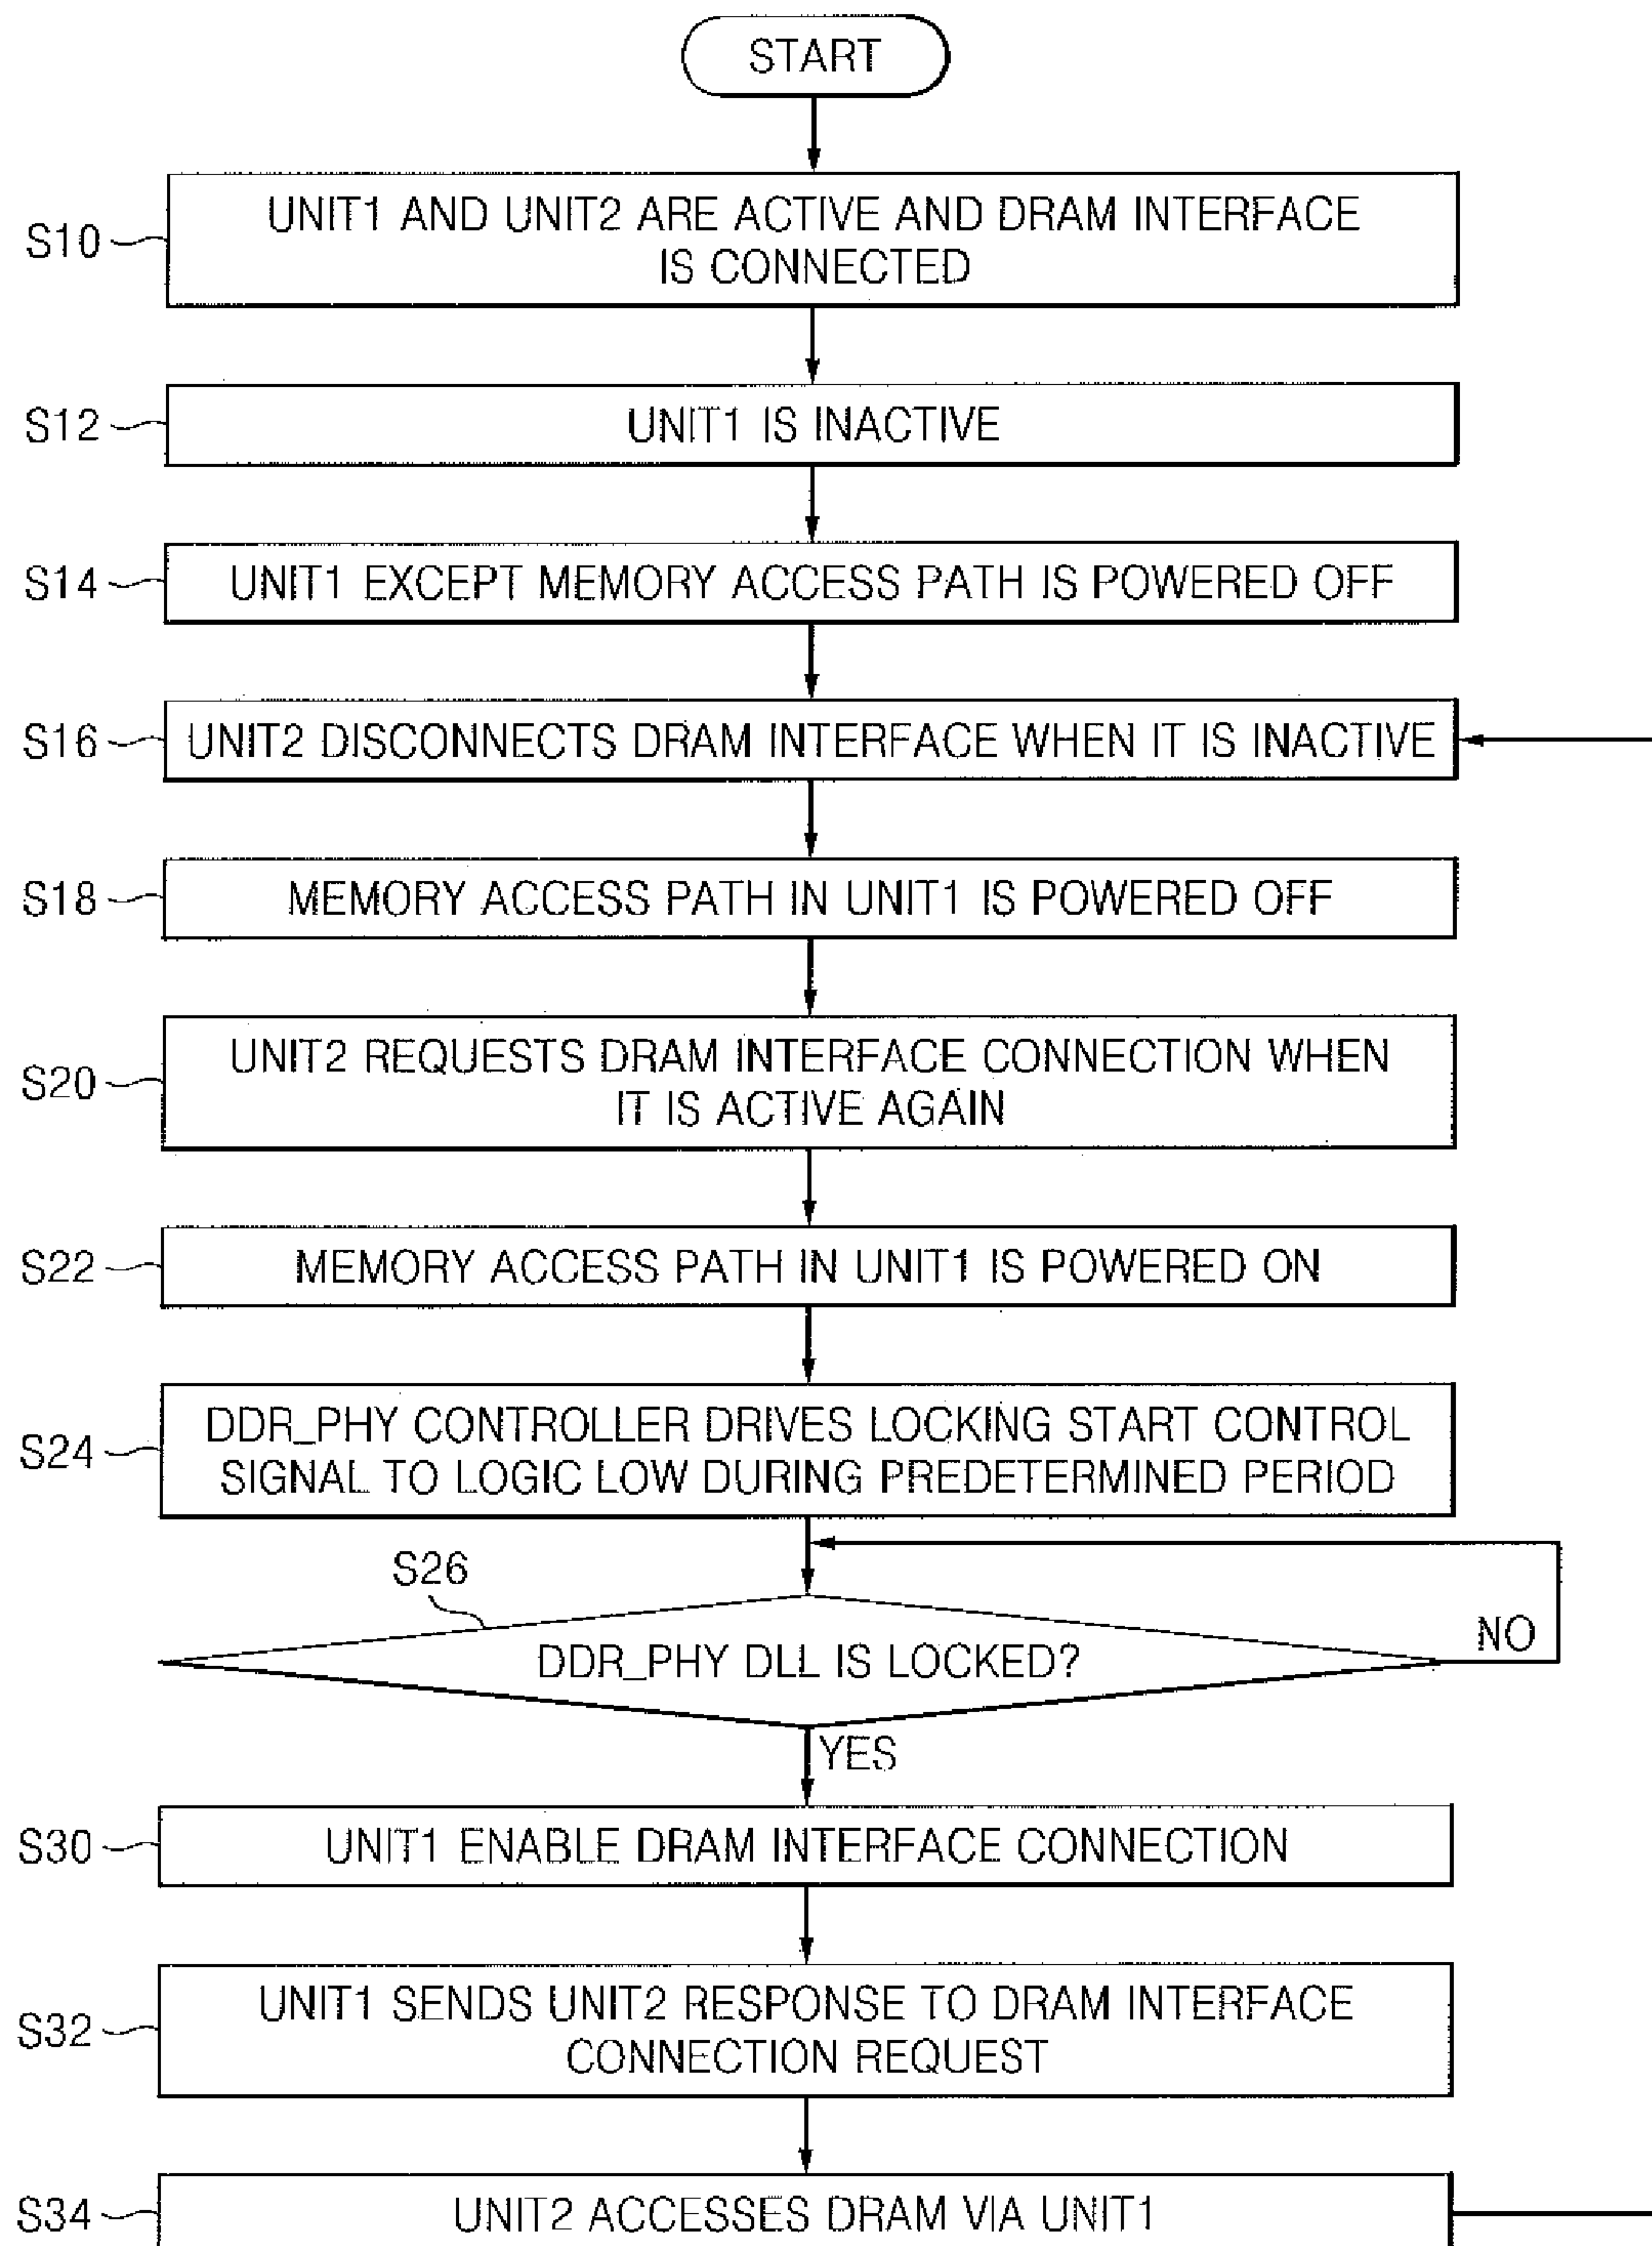 START
S10
UNIT1 AND UNIT2 ARE ACTIVE AND DRAM INTERFACE
IS CONNECTED
S12
UNIT1 IS INACTIVE
S14
UNIT1 EXCEPT MEMORY ACCESS PATH IS POWERED OFF
S16
UNIT2 DISCONNECTS DRAM INTERFACE WHEN IT IS INACTIVE
S18
MEMORY ACCESS PATH IN UNIT1 IS POWERED OFF
S20
UNIT2 REQUESTS DRAM INTERFACE CONNECTION WHEN
IT IS ACTIVE AGAIN
S22
MEMORY ACCESS PATH IN UNIT1 IS POWERED ON
S24
DDR_PHY CONTROLLER DRIVES LOCKING START CONTROL
SIGNAL TO LOGIC LOW DURING PREDETERMINED PERIOD
S26
DDR_PHY DLL IS LOCKED?
NO
YES
S30
UNIT1 ENABLE DRAM INTERFACE CONNECTION
S32
UNIT1 SENDS UNIT2 RESPONSE TO DRAM INTERFACE
CONNECTION REQUEST
S34
UNIT2 ACCESSES DRAM VIA UNIT1